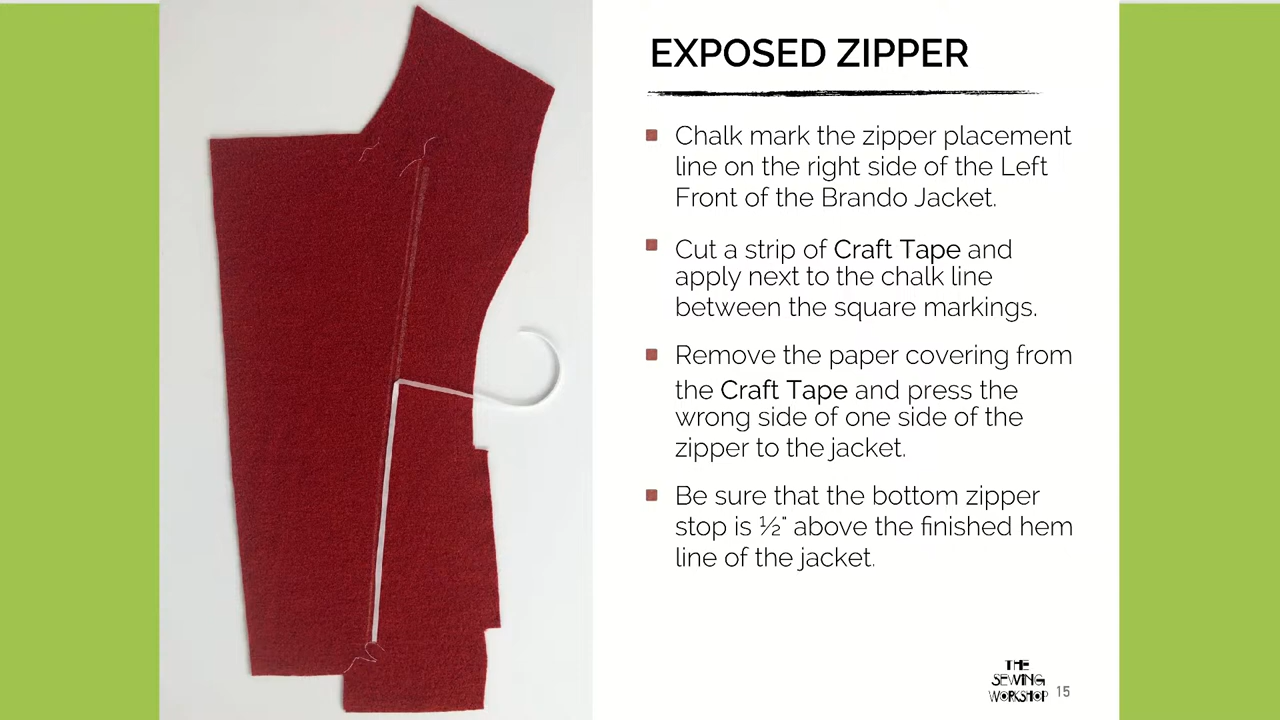 EXPOSED ZIPPER
Chalk mark the zipper placement
line on the right side of the Left
Front of the Brando Jacket.
Cut a strip of Craft Tape and
apply next to the chalk line
between the square markings.
Remove the paper covering from
the Craft Tape and press the
wrong side of one side of the
zipper to the jacket.
Be sure that the bottom zipper
stop is ½" above the finished hem
line of the jacket.
THE
SEWING
WORKSHOP
15